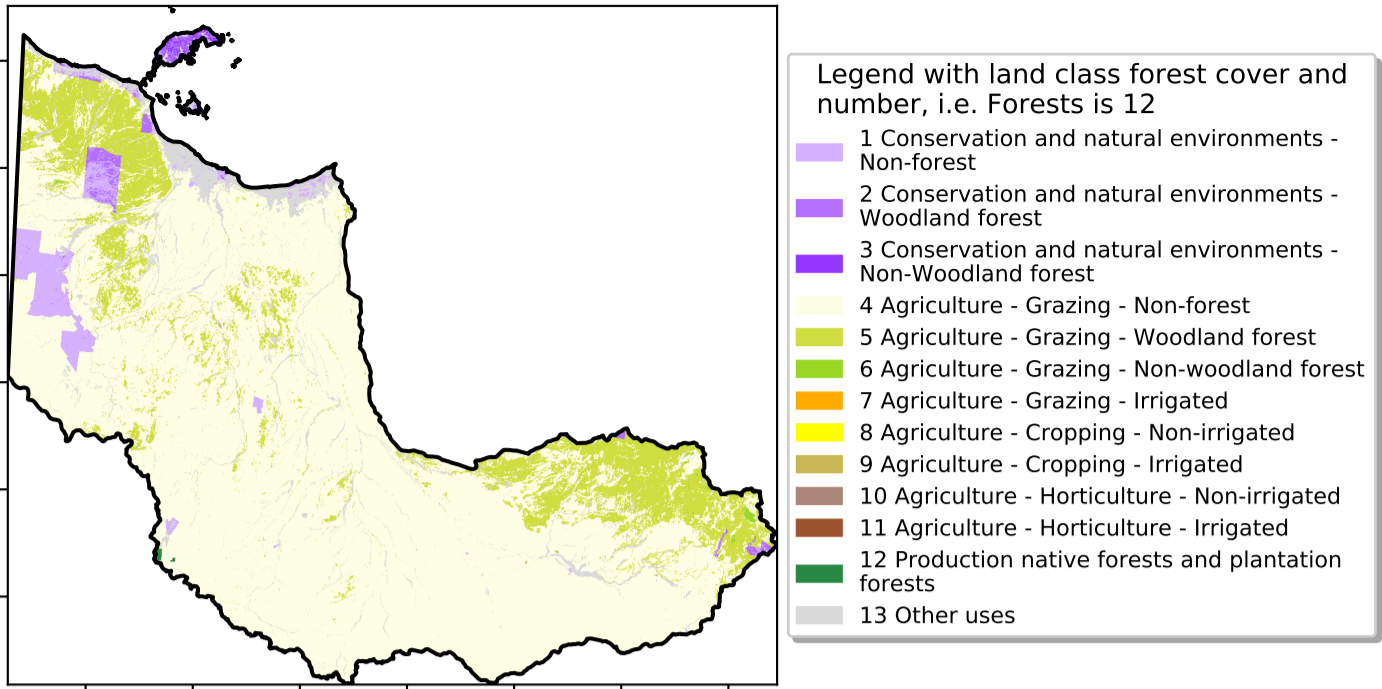 Legend with land class forest cover and
number, i.e. Forests is 12
1 Conservation and natural environments -
Non-forest
2 Conservation and natural environments -
Woodland forest
3 Conservation and natural environments -
Non-Woodland forest
4 Agriculture - Grazing - Non-forest
5 Agriculture - Grazing - Woodland forest
6 Agriculture - Grazing - Non-woodland forest
7 Agriculture - Grazing - Irrigated
8 Agriculture - Cropping - Non-irrigated
9 Agriculture - Cropping - Irrigated
10 Agriculture - Horticulture - Non-irrigated
11 Agriculture - Horticulture - Irrigated
12 Production native forests and plantation
forests
13 Other uses